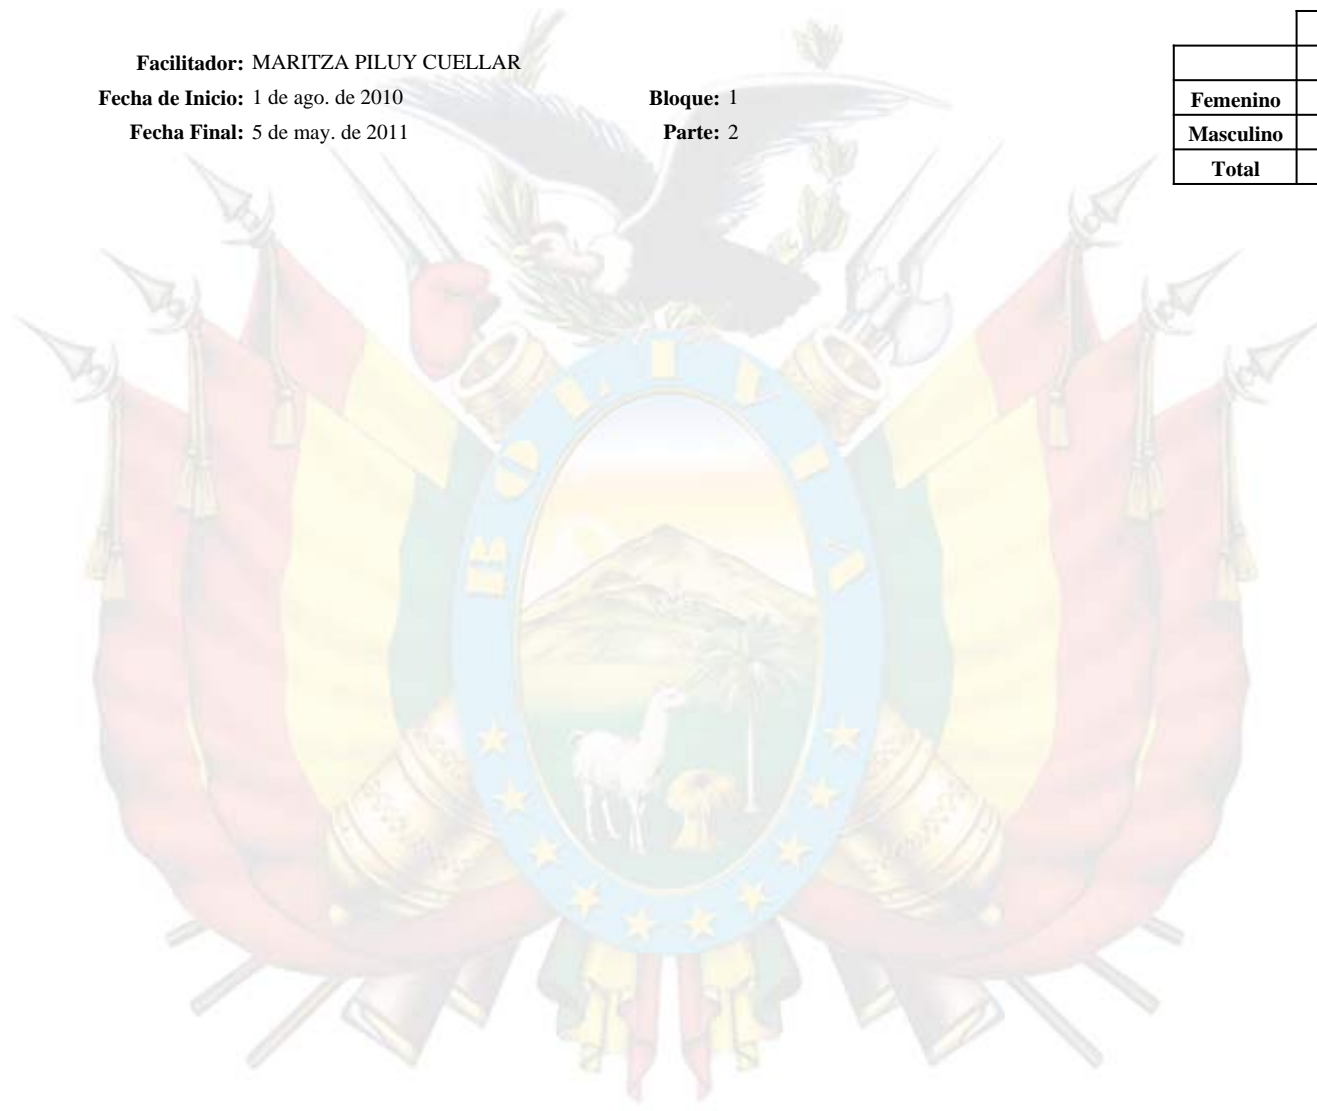 Facilitador: MARITZA PILUY CUELLAR
Fecha de Inicio: 1 de ago. de 2010 Bloque: 1
Fecha Final: 5 de may. de 2011 Parte: 2
Femenino
Masculino
Total
BOLIVIA